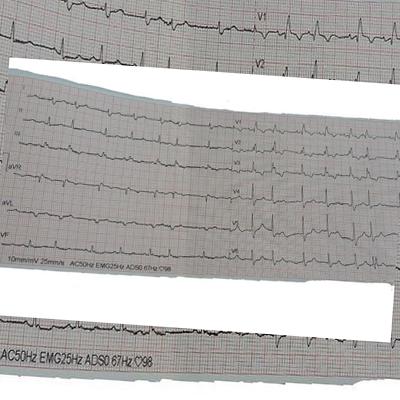 V1
V2
I
II
III
aVR
aVL
VF
V1
V2
V3
V4
V5
V6
10mm/mV 25mm/s AC50Hz EMG25Hz ADS0.67Hz ♡98
AC50Hz EMG25Hz ADS0.67Hz ♡98